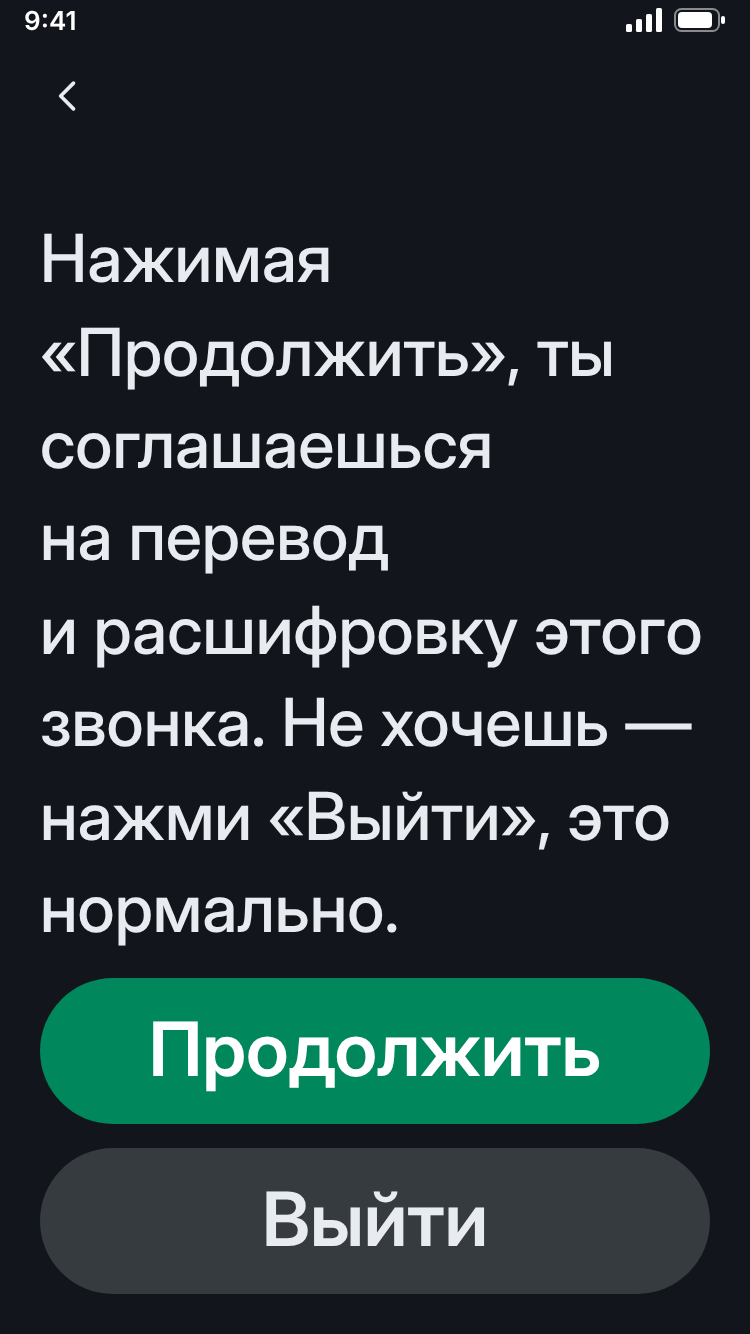 9:41
Нажимая
«Продолжить», ты
соглашаешься
на перевод
и расшифровку этого
звонка. Не хочешь —
нажми «Выйти», это
нормально.
Продолжить
Выйти